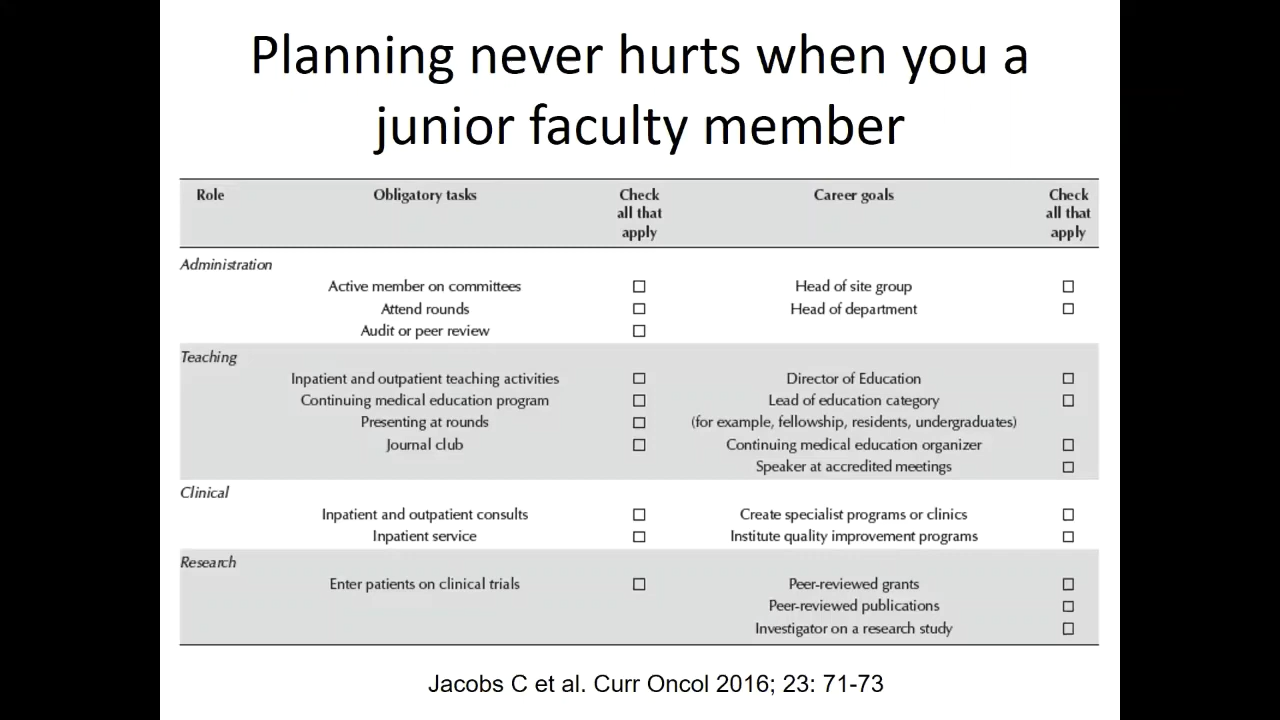 Planning never hurts when you a
junior faculty member
Role Obligatory tasks Check all that apply Career goals Check all that apply
Administration
Active member on committees ☐ Head of site group ☐
Attend rounds ☐ Head of department ☐
Audit or peer review ☐
Teaching
Inpatient and outpatient teaching activities ☐ Director of Education ☐
Continuing medical education program ☐ Lead of education category ☐
Presenting at rounds ☐ (for example, fellowship, residents, undergraduates)
Journal club ☐ Continuing medical education organizer ☐
Speaker at accredited meetings ☐
Clinical
Inpatient and outpatient consults ☐ Create specialist programs or clinics ☐
Inpatient service ☐ Institute quality improvement programs ☐
Research
Enter patients on clinical trials ☐ Peer-reviewed grants ☐
Peer-reviewed publications ☐
Investigator on a research study ☐
Jacobs C et al. Curr Oncol 2016; 23: 71-73